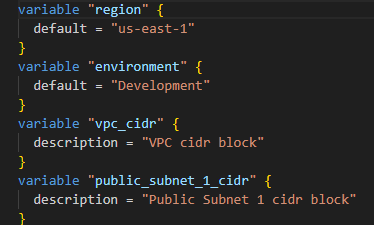 variable "region" {
  default = "us-east-1"
}
variable "environment" {
  default = "Development"
}
variable "vpc_cidr" {
  description = "VPC cidr block"
}
variable "public_subnet_1_cidr" {
  description = "Public Subnet 1 cidr block"
}